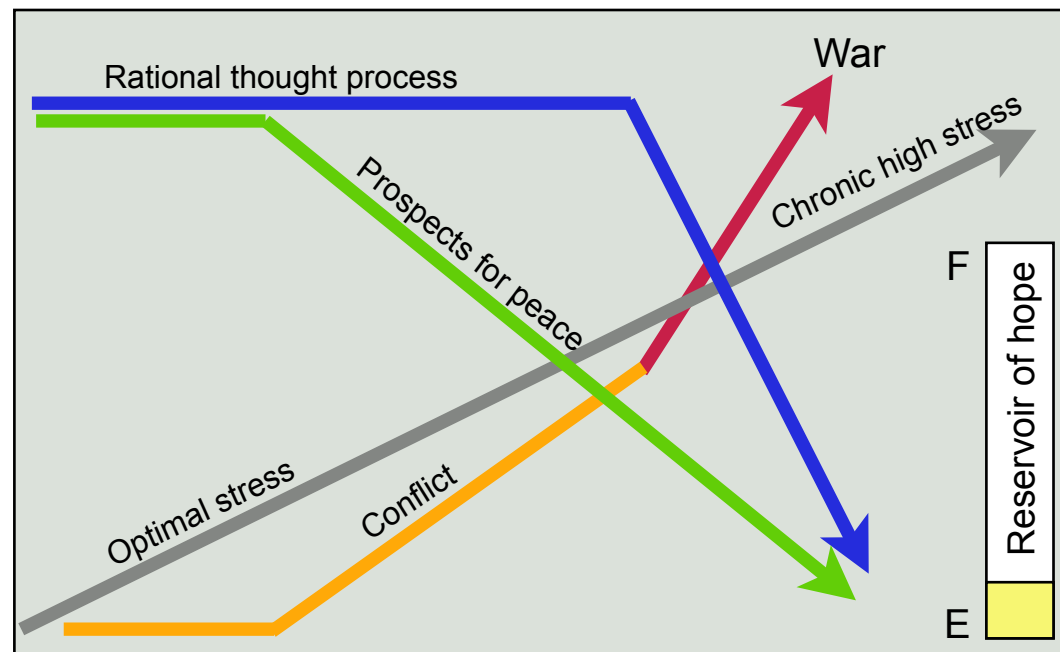 War
Rational thought process
Chronic high stress
Prospects for peace
F
Reservoir of hope
Optimal stress
Conflict
E